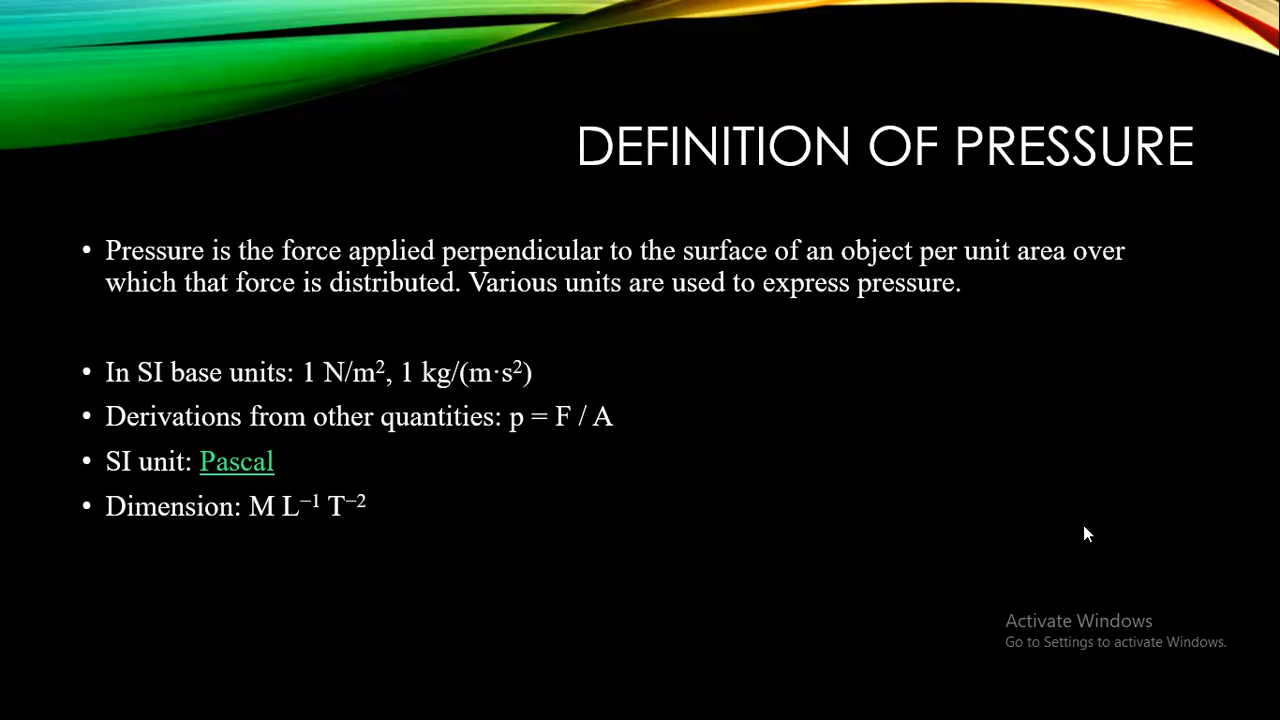 DEFINITION OF PRESSURE
• Pressure is the force applied perpendicular to the surface of an object per unit area over
which that force is distributed. Various units are used to express pressure.
• In SI base units: 1 N/m², 1 kg/(m·s²)
• Derivations from other quantities: p = F / A
• SI unit: Pascal
• Dimension: M L⁻¹ T⁻²
Activate Windows
Go to Settings to activate Windows.